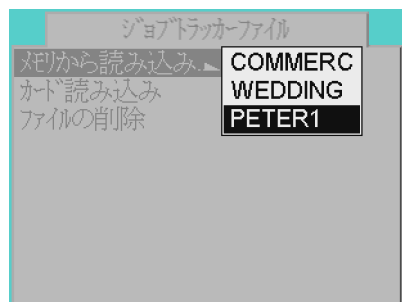 ジョブトラッカーファイル
メモリから読み込み.
カード読み込み
ファイルの削除
COMMERC
WEDDING
PETER1